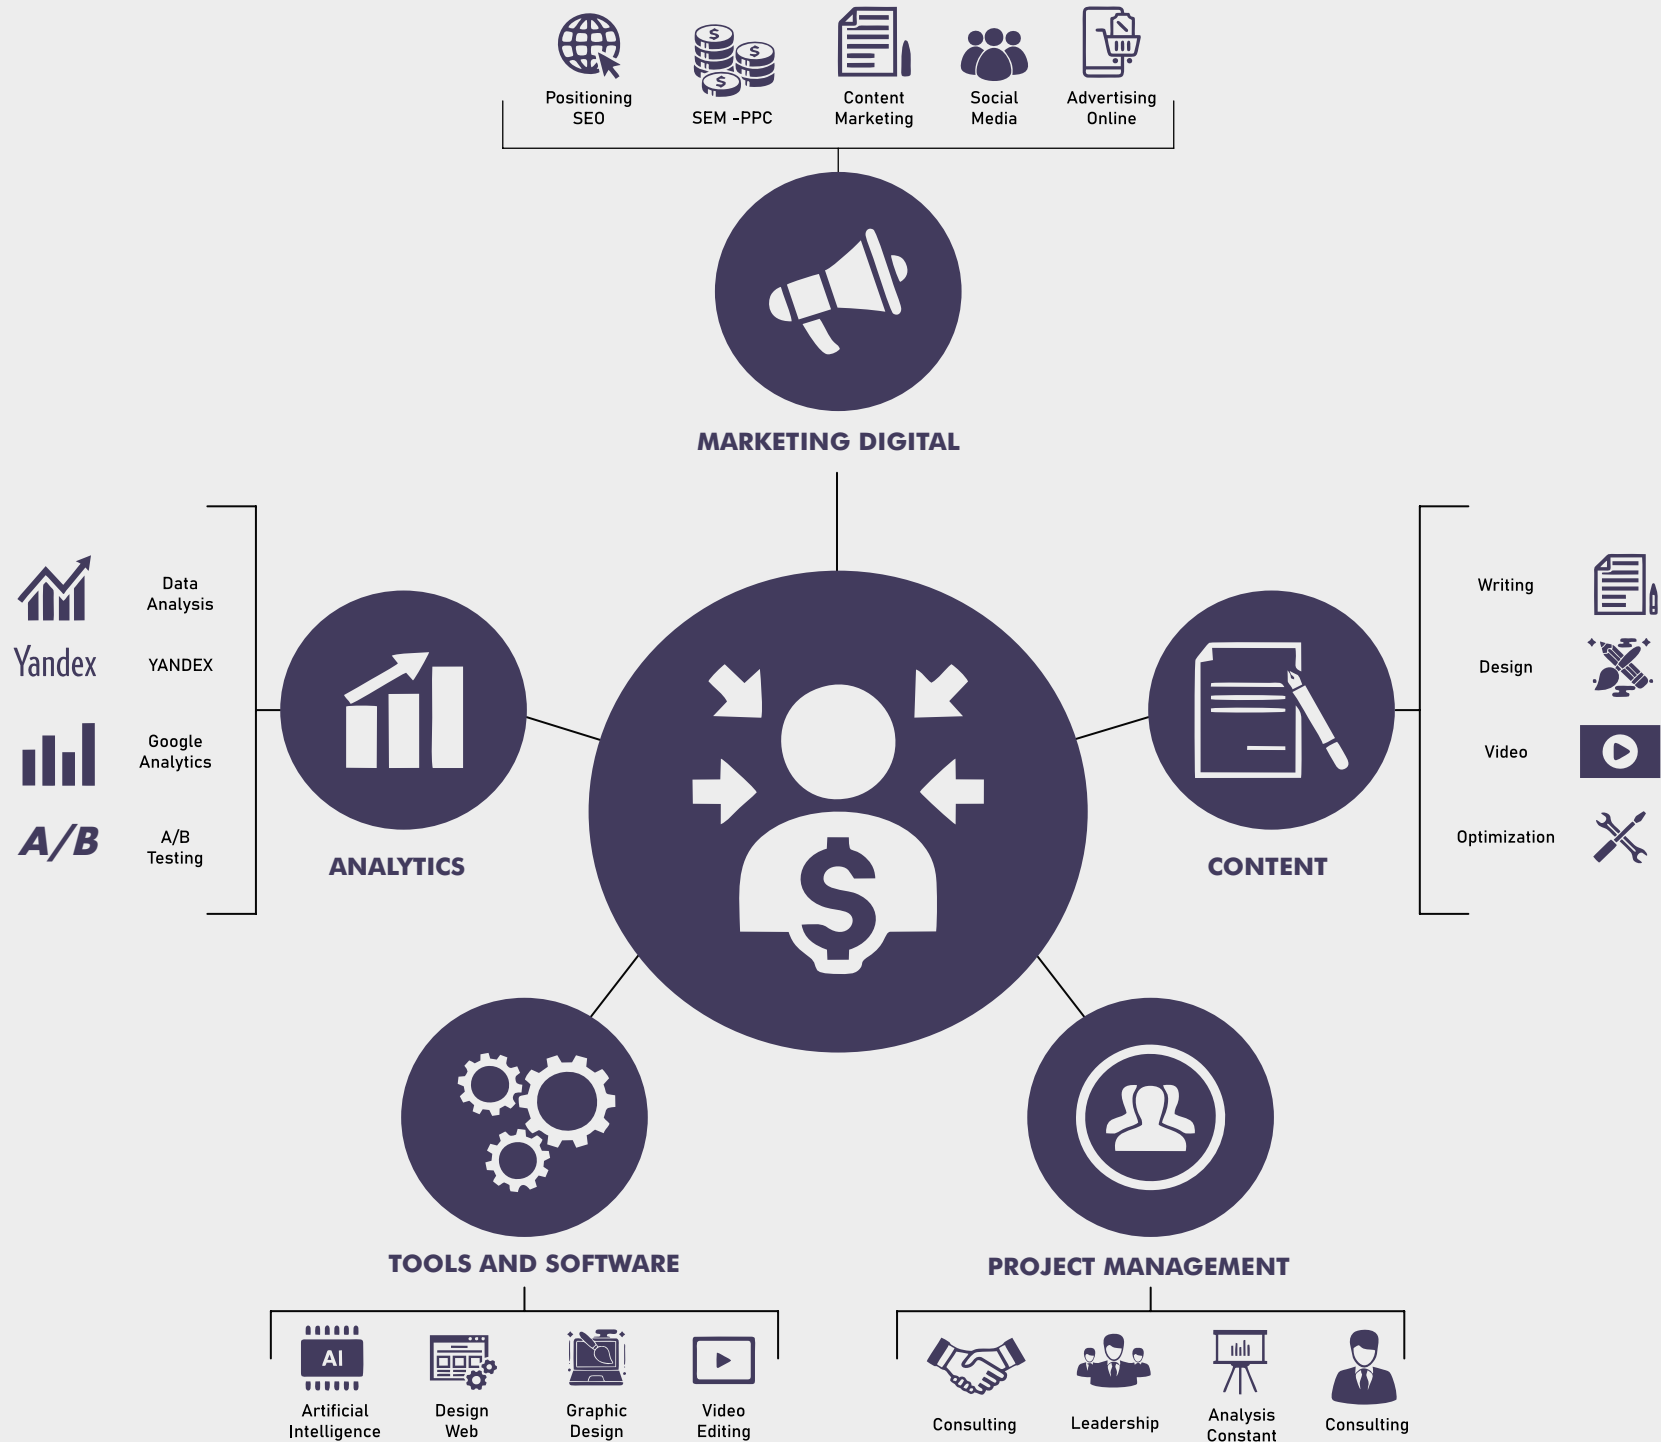 Positioning
SEO
SEM -PPC
Content
Marketing
Social
Media
Advertising
Online
MARKETING DIGITAL
Data
Analysis
Yandex
YANDEX
Google
Analytics
A/B
A/B
Testing
ANALYTICS
Writing
Design
Video
Optimization
CONTENT
TOOLS AND SOFTWARE
AI
Artificial
Intelligence
Design
Web
Graphic
Design
Video
Editing
PROJECT MANAGEMENT
Consulting
Leadership
Analysis
Constant
Consulting